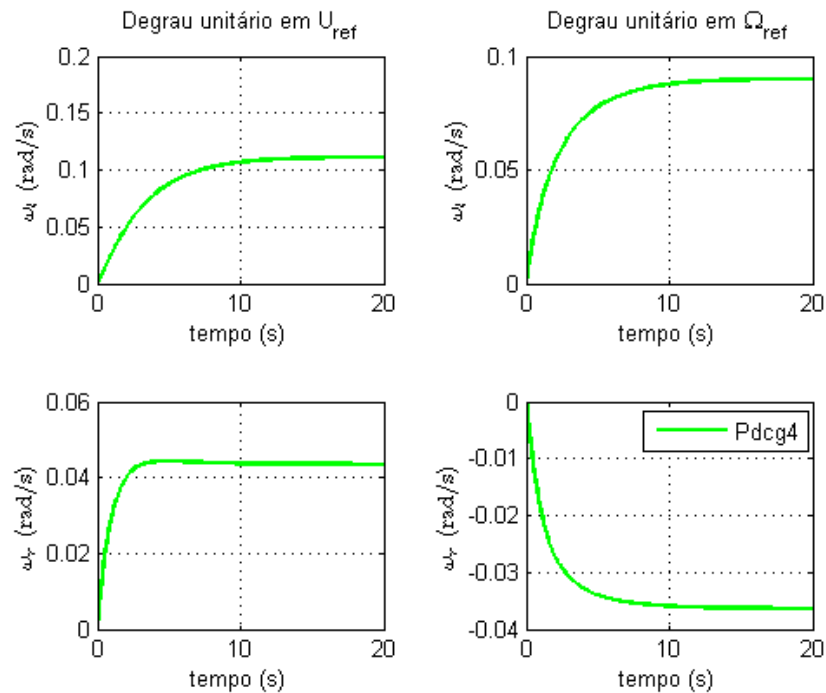 Degrau unitário em U_ref
Degrau unitário em Ω_ref
0.2
0.15
0.1
0.05
0
ω_l (rad/s)
0 10 20
tempo (s)
0.1
0.05
0
ω_l (rad/s)
0 10 20
tempo (s)
0.06
0.04
0.02
0
ω_r (rad/s)
0 10 20
tempo (s)
0
-0.01
-0.02
-0.03
-0.04
ω_r (rad/s)
Pdcg4
0 10 20
tempo (s)